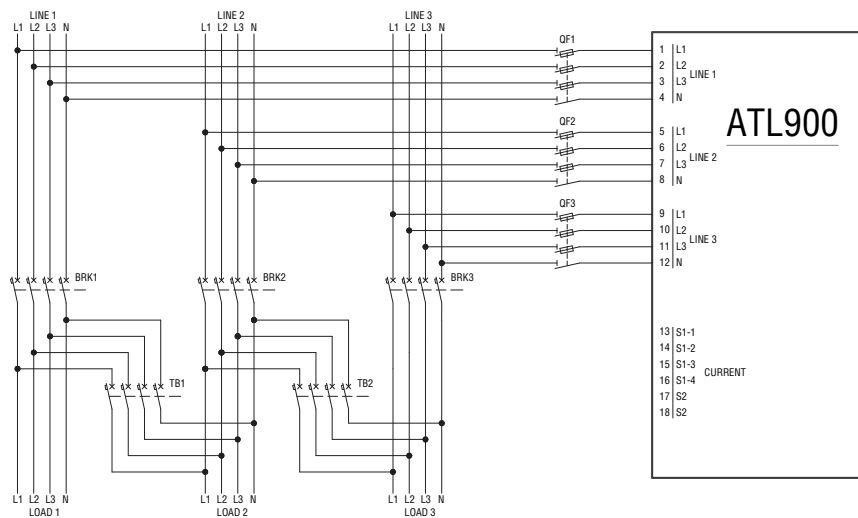 LINE 1 LINE 2 LINE 3
L1 L2 L3 N L1 L2 L3 N L1 L2 L3 N
QF1
1 L1
2 L2
3 L3
4 N
LINE 1
ATL900
QF2
5 L1
6 L2
7 L3
8 N
LINE 2
QF3
9 L1
10 L2
11 L3
12 N
LINE 3
BRK1 BRK2 BRK3
13 S1-1
14 S1-2
15 S1-3
16 S1-4
17 S2
18 S2
CURRENT
TB1 TB2
L1 L2 L3 N L1 L2 L3 N L1 L2 L3 N
LOAD 1 LOAD 2 LOAD 3